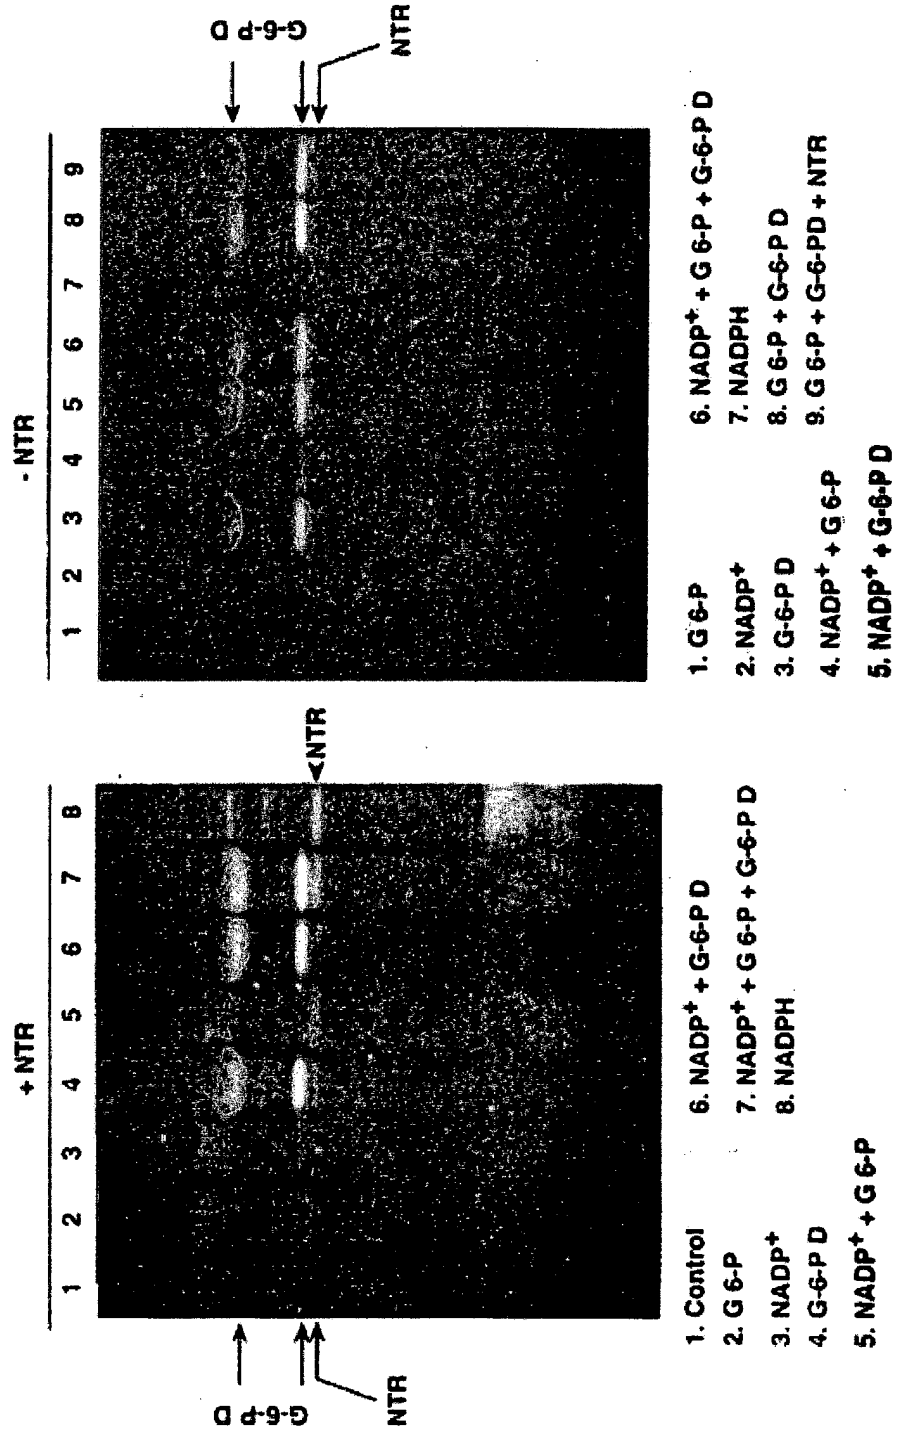 + NTR
1 2 3 4 5 6 7 8
G-6-P D
NTR
NTR
1. Control
2. G 6-P
3. NADP+
4. G-6-P D
5. NADP+ + G 6-P
6. NADP+ + G-6-P D
7. NADP+ + G 6-P + G-6-P D
8. NADPH
- NTR
1 2 3 4 5 6 7 8 9
G-6-P D
NTR
1. G 6-P
2. NADP+
3. G-6-P D
4. NADP+ + G 6-P
5. NADP+ + G-6-P D
6. NADP+ + G 6-P + G-6-P D
7. NADPH
8. G 6-P + G-6-P D
9. G 6-P + G-6-PD + NTR